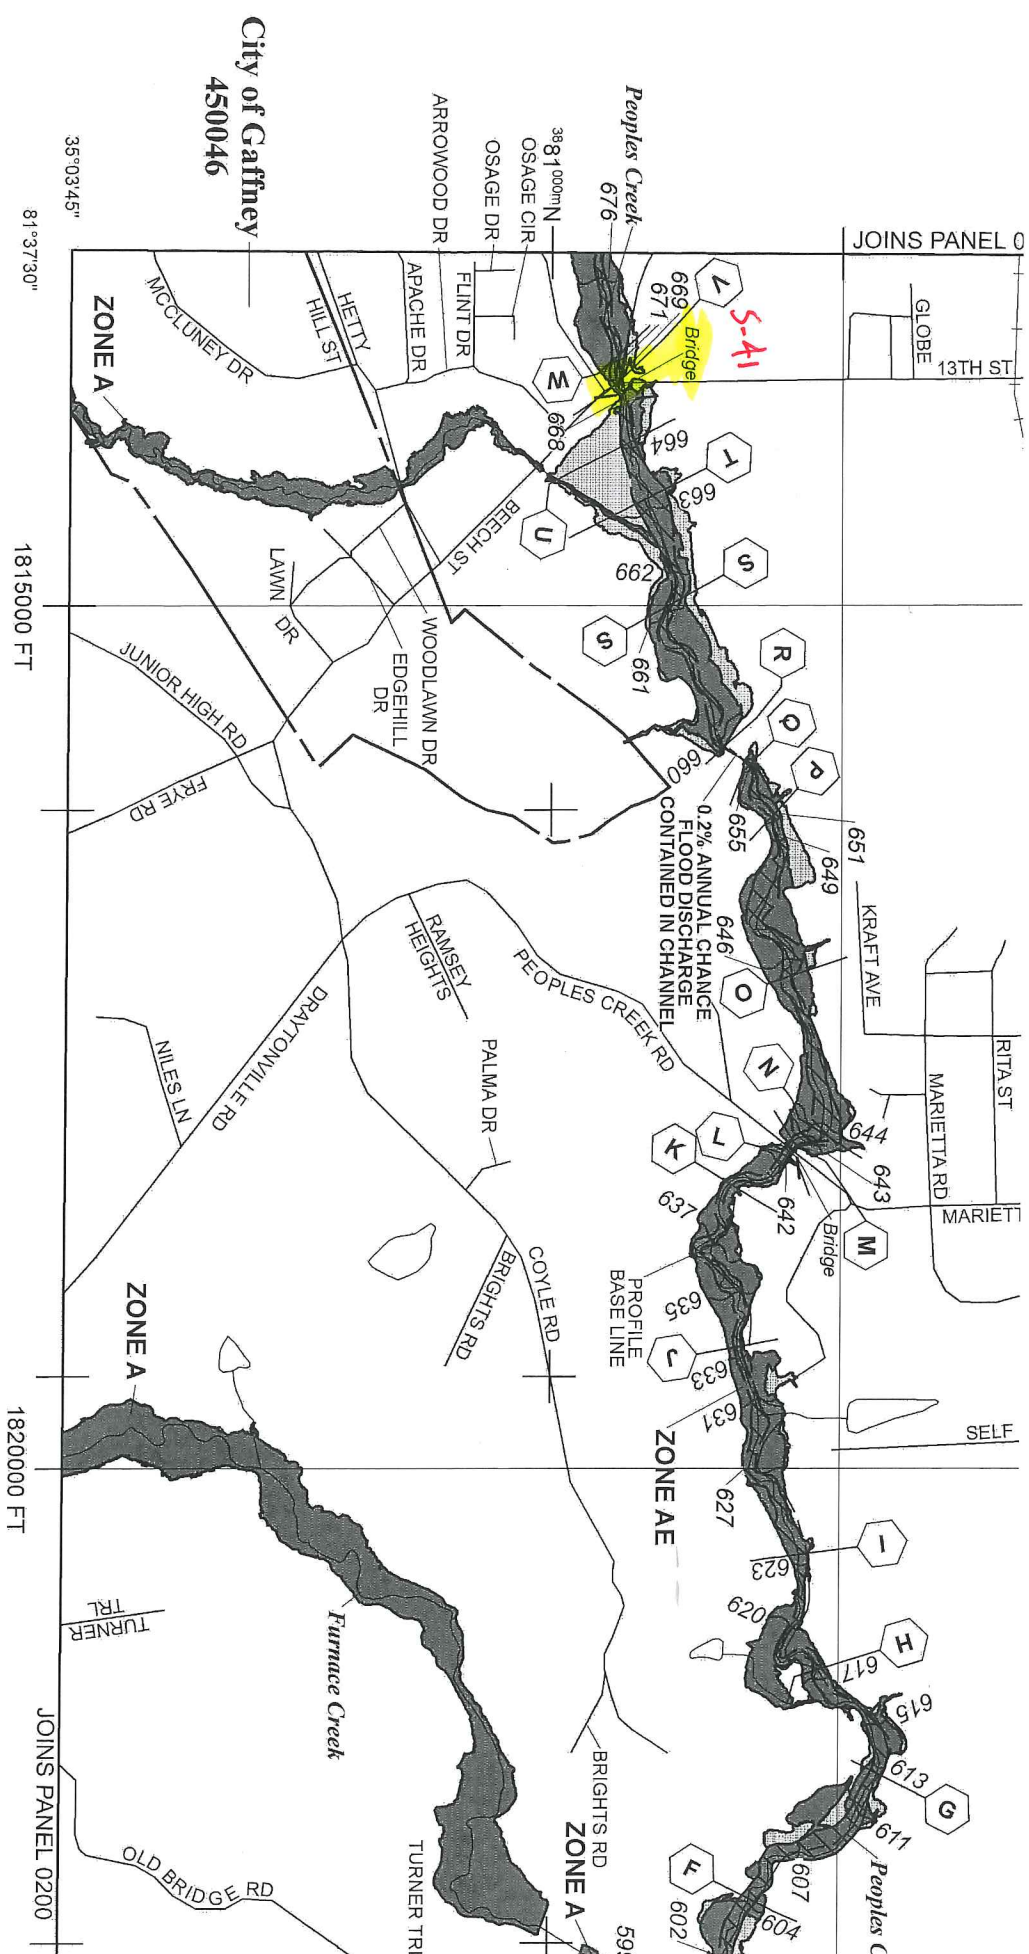 City of Gaffney
450046
35°03'45"
81°37'30"
ARROWOOD DR
OSAGE DR
OSAGE CIR
3881000mN
Peoples Creek
676
JOINS PANEL 0
ZONE A
MCCLUNEY DR
HETTY
HILL ST
APACHE DR
FLINT DR
669
671
V
S-41
Bridge
GLOBE
13TH ST
W
668
664
T
663
U
BEECH ST
662
S
S
661
R
Q
P
660
655
651
649
1815000 FT
LAWN
DR
WOODLAWN DR
EDGEHILL
DR
JUNIOR HIGH RD
FRYE RD
0.2% ANNUAL CHANCE
FLOOD DISCHARGE
CONTAINED IN CHANNEL
646
O
KRAFT AVE
RAMSEY
HEIGHTS
PEOPLES CREEK RD
DRAYTONVILLE RD
NILES LN
PALMA DR
N
RITA ST
MARIETTA RD
644
643
L
K
642
637
M
Bridge
MARIETT
BRIGHTS RD
COYLE RD
PROFILE
BASE LINE
635
J
633
631
ZONE A
ZONE AE
SELF
1820000 FT
627
I
623
620
H
617
615
TURNER
TRL
Furnace Creek
613
G
611
JOINS PANEL 0200
OLD BRIDGE RD
BRIGHTS RD
ZONE A
TURNER TRL
Peoples C
607
F
604
602
59